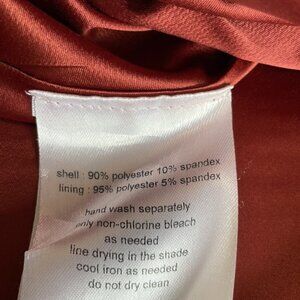 shell : 90% polyester 10% spandex
lining : 95% polyester 5% spandex
hand wash separately
only non-chlorine bleach
as needed
line drying in the shade
cool iron as needed
do not dry clean